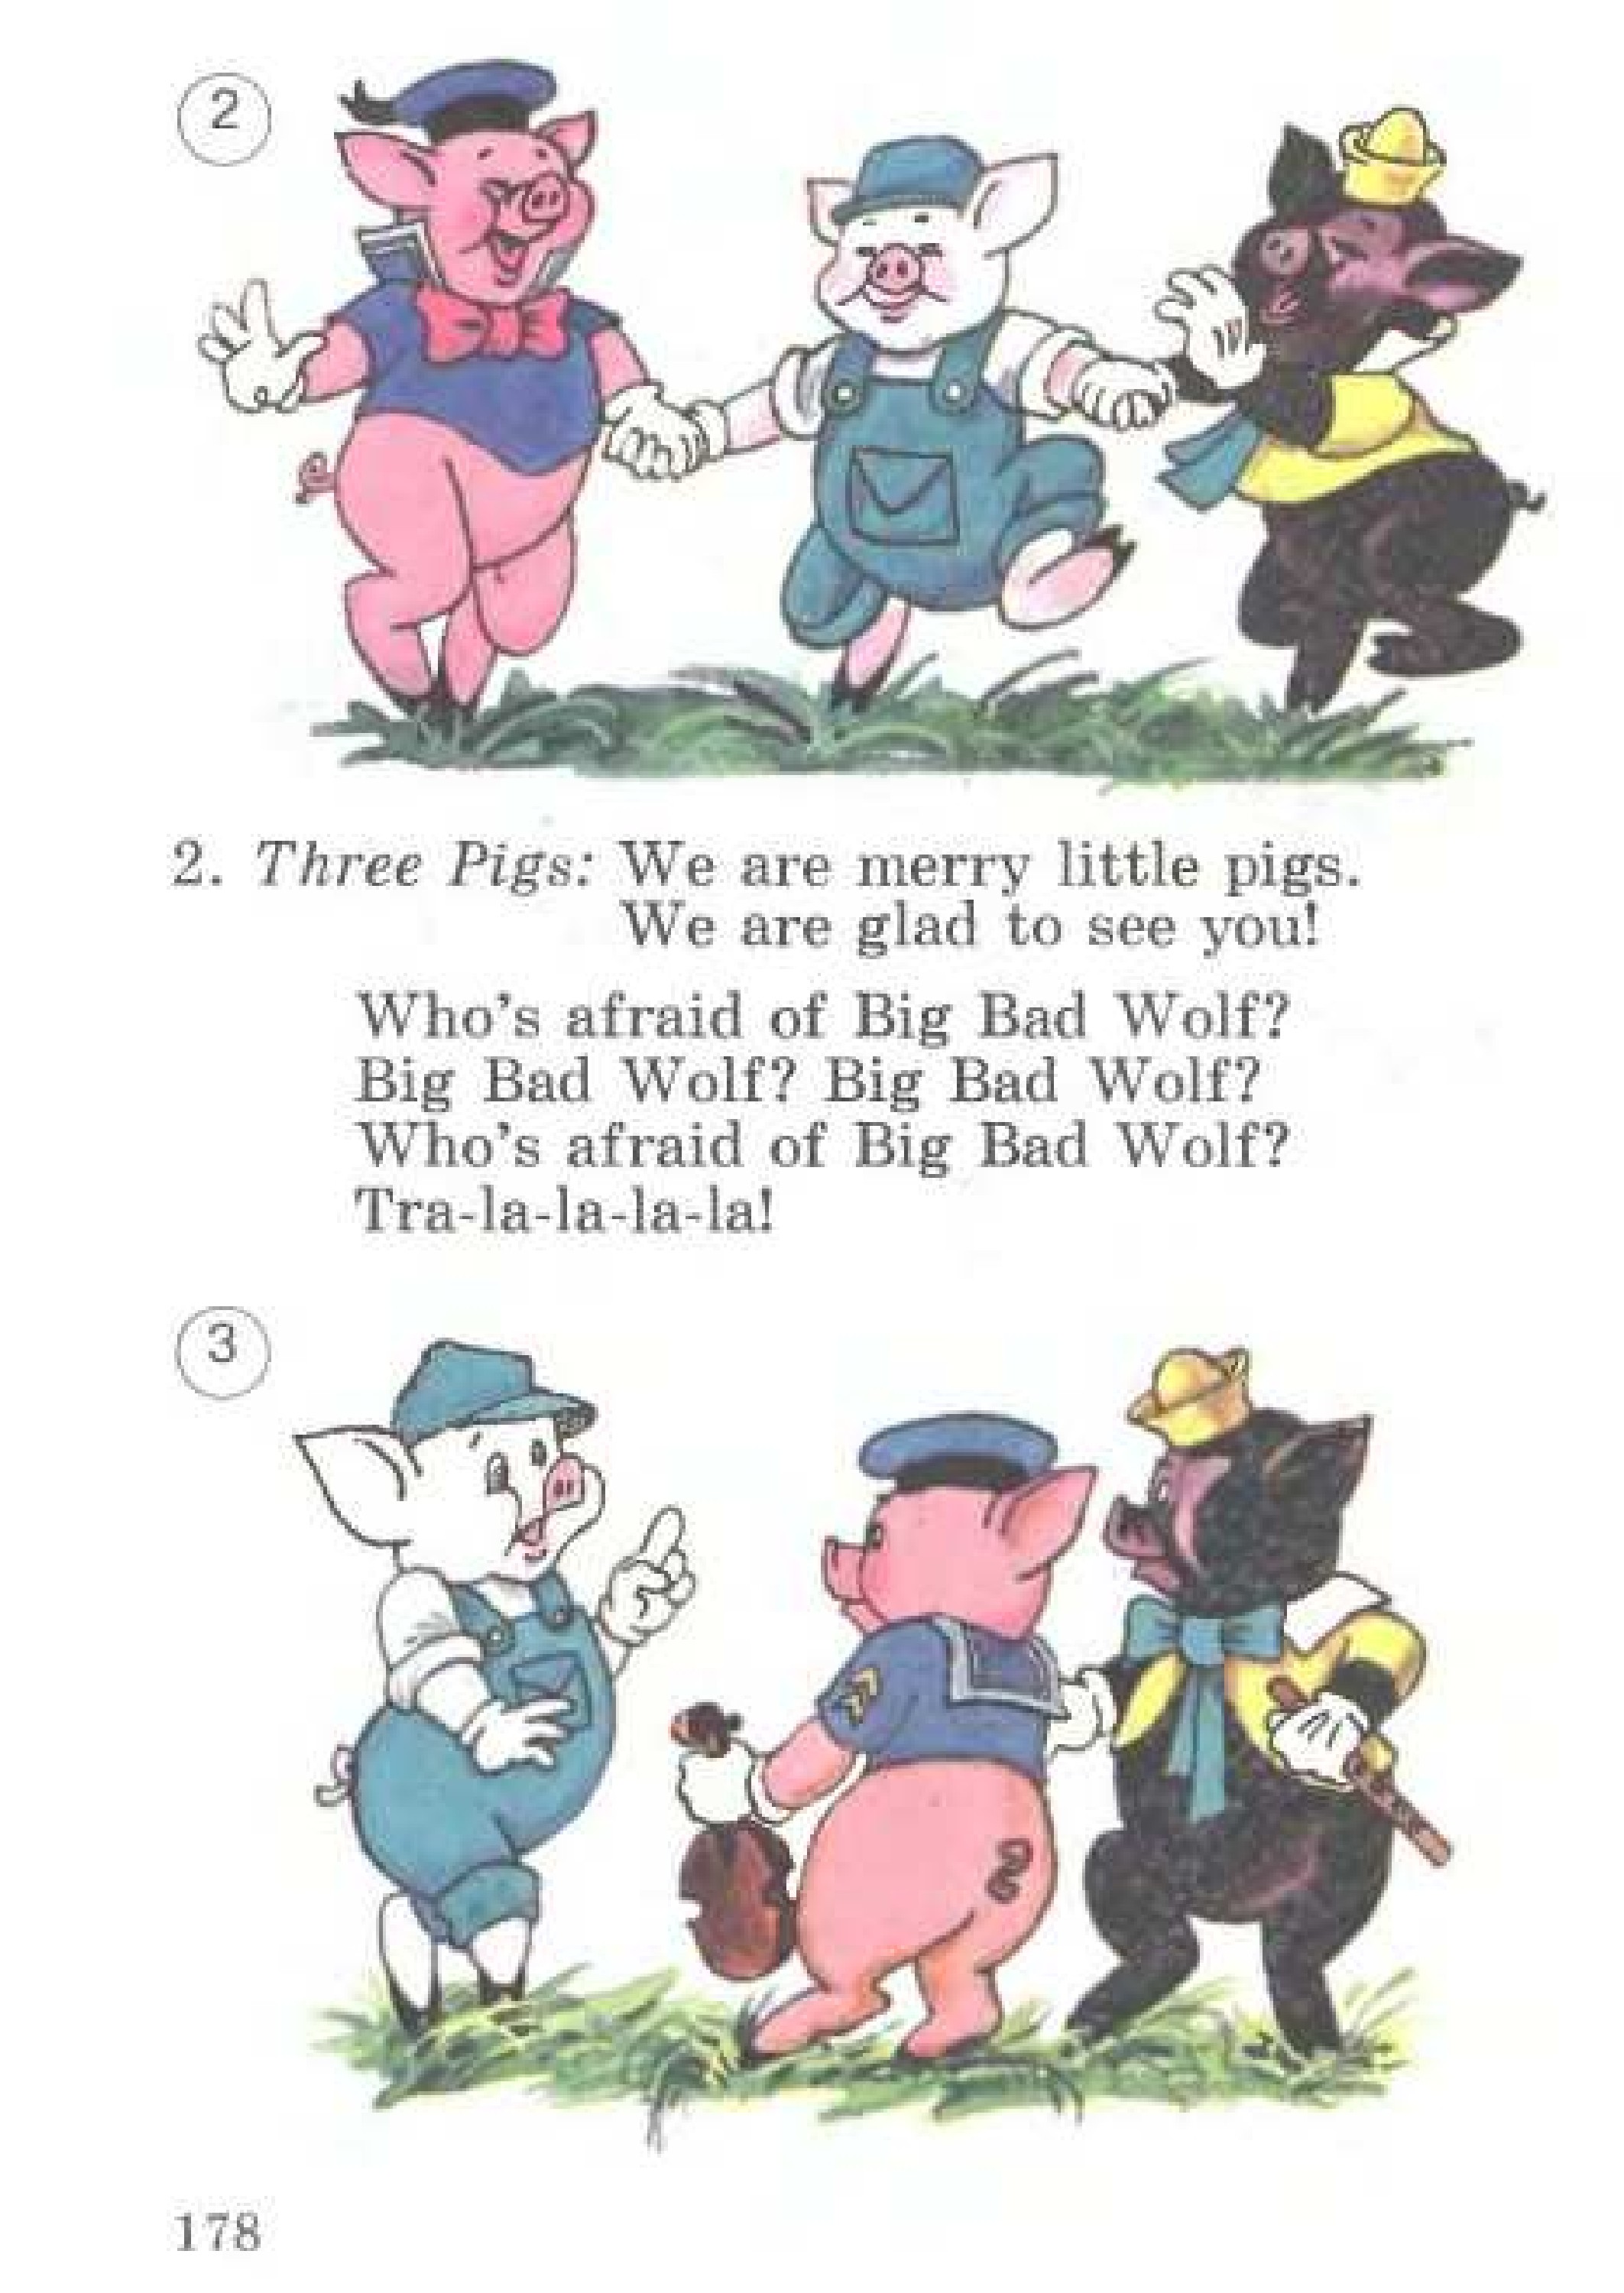 2
2. Three Pigs: We are merry little pigs.
We are glad to see you!
Who's afraid of Big Bad Wolf?
Big Bad Wolf? Big Bad Wolf?
Who's afraid of Big Bad Wolf?
Tra-la-la-la-la!
3
178